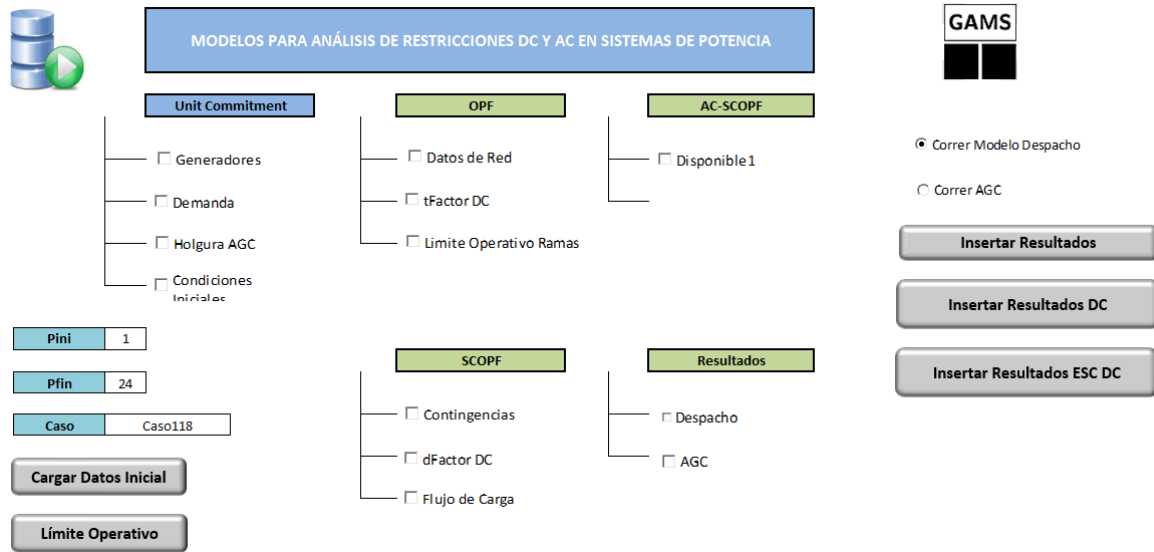 MODELOS PARA ANÁLISIS DE RESTRICCIONES DC Y AC EN SISTEMAS DE POTENCIA
GAMS
Unit Commitment
Generadores
Demanda
Holgura AGC
Condiciones
Iniciales
OPF
Datos de Red
tFactor DC
Limite Operativo Ramas
AC-SCOPF
Disponible1
Correr Modelo Despacho
Correr AGC
Insertar Resultados
Insertar Resultados DC
Insertar Resultados ESC DC
Pini 1
Pfin 24
Caso Caso118
Cargar Datos Inicial
Límite Operativo
SCOPF
Contingencias
dFactor DC
Flujo de Carga
Resultados
Despacho
AGC